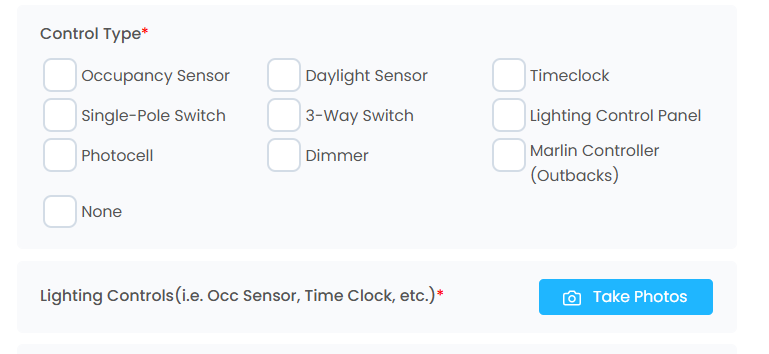 Control Type*
Occupancy Sensor
Daylight Sensor
Timeclock
Single-Pole Switch
3-Way Switch
Lighting Control Panel
Photocell
Dimmer
Marlin Controller
(Outbacks)
None
Lighting Controls(i.e. Occ Sensor, Time Clock, etc.)*
Take Photos